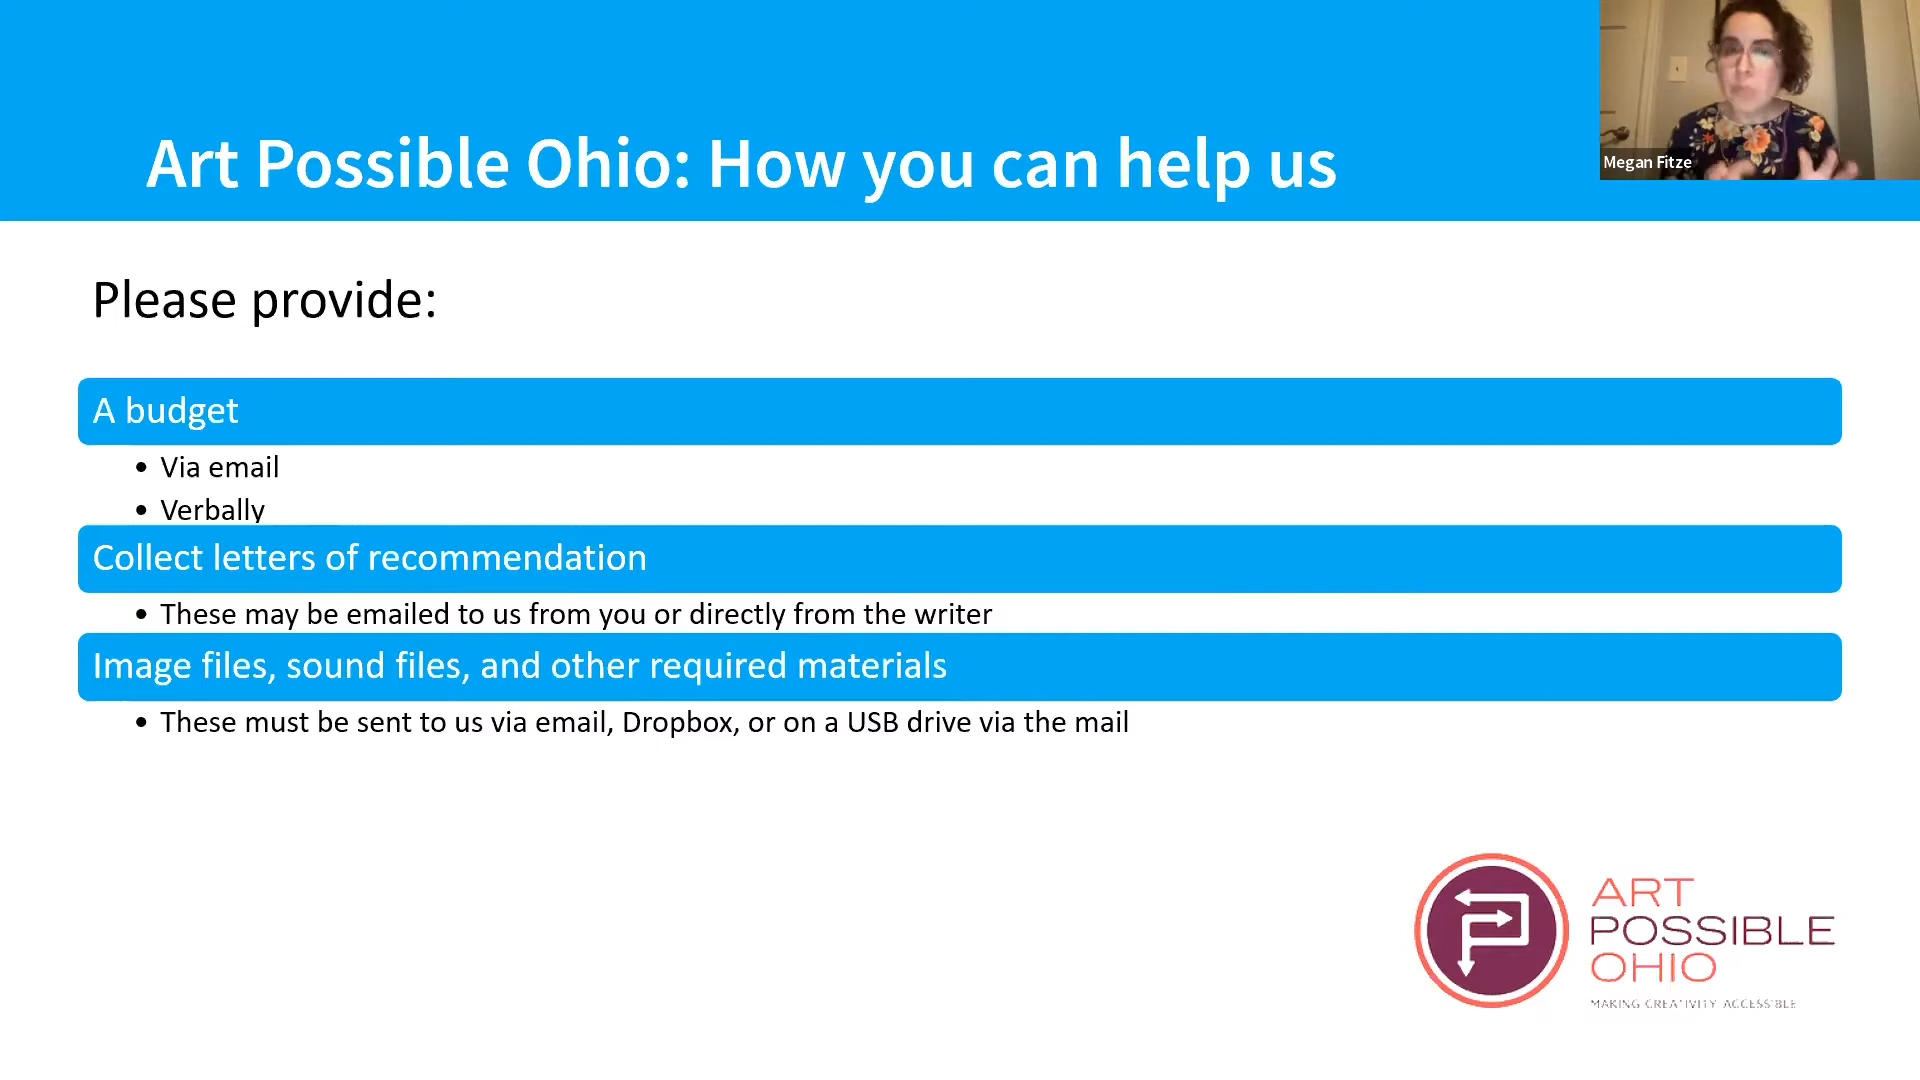 Art Possible Ohio: How you can help us
Megan Fitze
Please provide:
A budget
• Via email
• Verbally
Collect letters of recommendation
• These may be emailed to us from you or directly from the writer
Image files, sound files, and other required materials
• These must be sent to us via email, Dropbox, or on a USB drive via the mail
ART
POSSIBLE
OHIO
MAKING CREATIVITY ACCESSIBLE